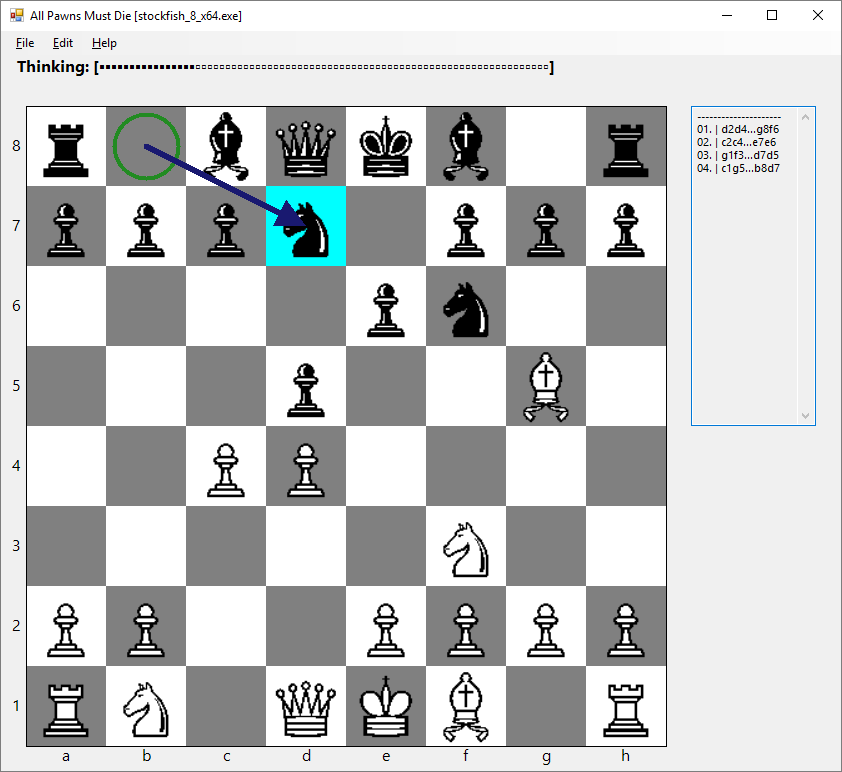 All Pawns Must Die [stockfish_8_x64.exe]
File Edit Help
Thinking: [▪▪▪▪▪▪▪▪▪▪▪▪▪▪▪▪▫▫▫▫▫▫▫▫▫▫▫▫▫▫▫▫▫▫▫▫▫▫▫▫▫▫▫▫▫▫▫▫▫▫▫▫▫▫▫▫▫▫▫▫▫▫▫▫▫▫▫▫▫▫▫▫▫▫▫]
---------------------
01. | d2d4...g8f6
02. | c2c4...e7e6
03. | g1f3...d7d5
04. | c1g5...b8d7
8
7
6
5
4
3
2
1
a b c d e f g h